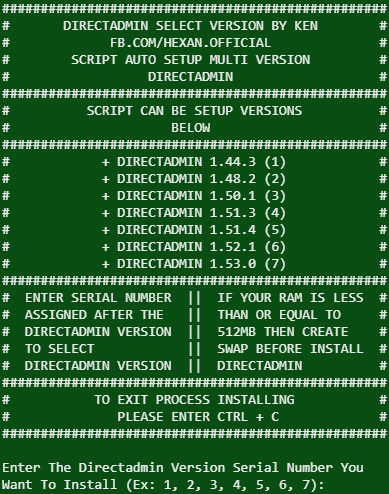 ##################################################
# DIRECTADMIN SELECT VERSION BY KEN #
# FB.COM/HEXAN.OFFICIAL #
# SCRIPT AUTO SETUP MULTI VERSION #
# DIRECTADMIN #
##################################################
# SCRIPT CAN BE SETUP VERSIONS #
# BELOW #
##################################################
# + DIRECTADMIN 1.44.3 (1) #
# + DIRECTADMIN 1.48.2 (2) #
# + DIRECTADMIN 1.50.1 (3) #
# + DIRECTADMIN 1.51.3 (4) #
# + DIRECTADMIN 1.51.4 (5) #
# + DIRECTADMIN 1.52.1 (6) #
# + DIRECTADMIN 1.53.0 (7) #
##################################################
# ENTER SERIAL NUMBER || IF YOUR RAM IS LESS #
# ASSIGNED AFTER THE || THAN OR EQUAL TO #
# DIRECTADMIN VERSION || 512MB THEN CREATE #
# TO SELECT || SWAP BEFORE INSTALL #
# DIRECTADMIN VERSION || DIRECTADMIN #
##################################################
# TO EXIT PROCESS INSTALLING #
# PLEASE ENTER CTRL + C #
##################################################
Enter The Directadmin Version Serial Number You
Want To Install (Ex: 1, 2, 3, 4, 5, 6, 7):